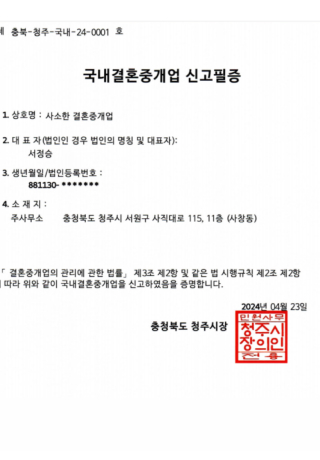 제 충북-청주-국내-24-0001 호
국내결혼중개업 신고필증
1. 상호명 : 사소한 결혼중개업
2. 대 표 자(법인인 경우 법인의 명칭 및 대표자):
서정승
3. 생년월일/법인등록번호 :
881130- *******
4. 소 재 지 :
주사무소 충청북도 청주시 서원구 사직대로 115, 11층 (사창동)
「 결혼중개업의 관리에 관한 법률」 제3조 제2항 및 같은 법 시행규칙 제2조 제2항
에 따라 위와 같이 국내결혼중개업을 신고하였음을 증명합니다.
2024년 04월 23일
충청북도 청주시장
민원사무
청주시
장의인
전용